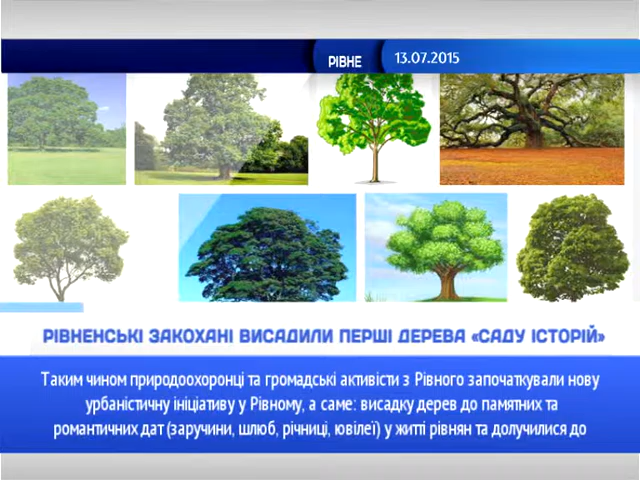 РІВНЕ
13.07.2015
РІВНЕНСЬКІ ЗАКОХАНІ ВИСАДИЛИ ПЕРШІ ДЕРЕВА «САДУ ІСТОРІЙ»
Таким чином природоохоронці та громадські активісти з Рівного започаткували нову
урбаністичну ініціативу у Рівному, а саме: висадку дерев до памятних та
романтичних дат (заручини, шлюб, річниці, ювілеї) у житті рівнян та долучилися до